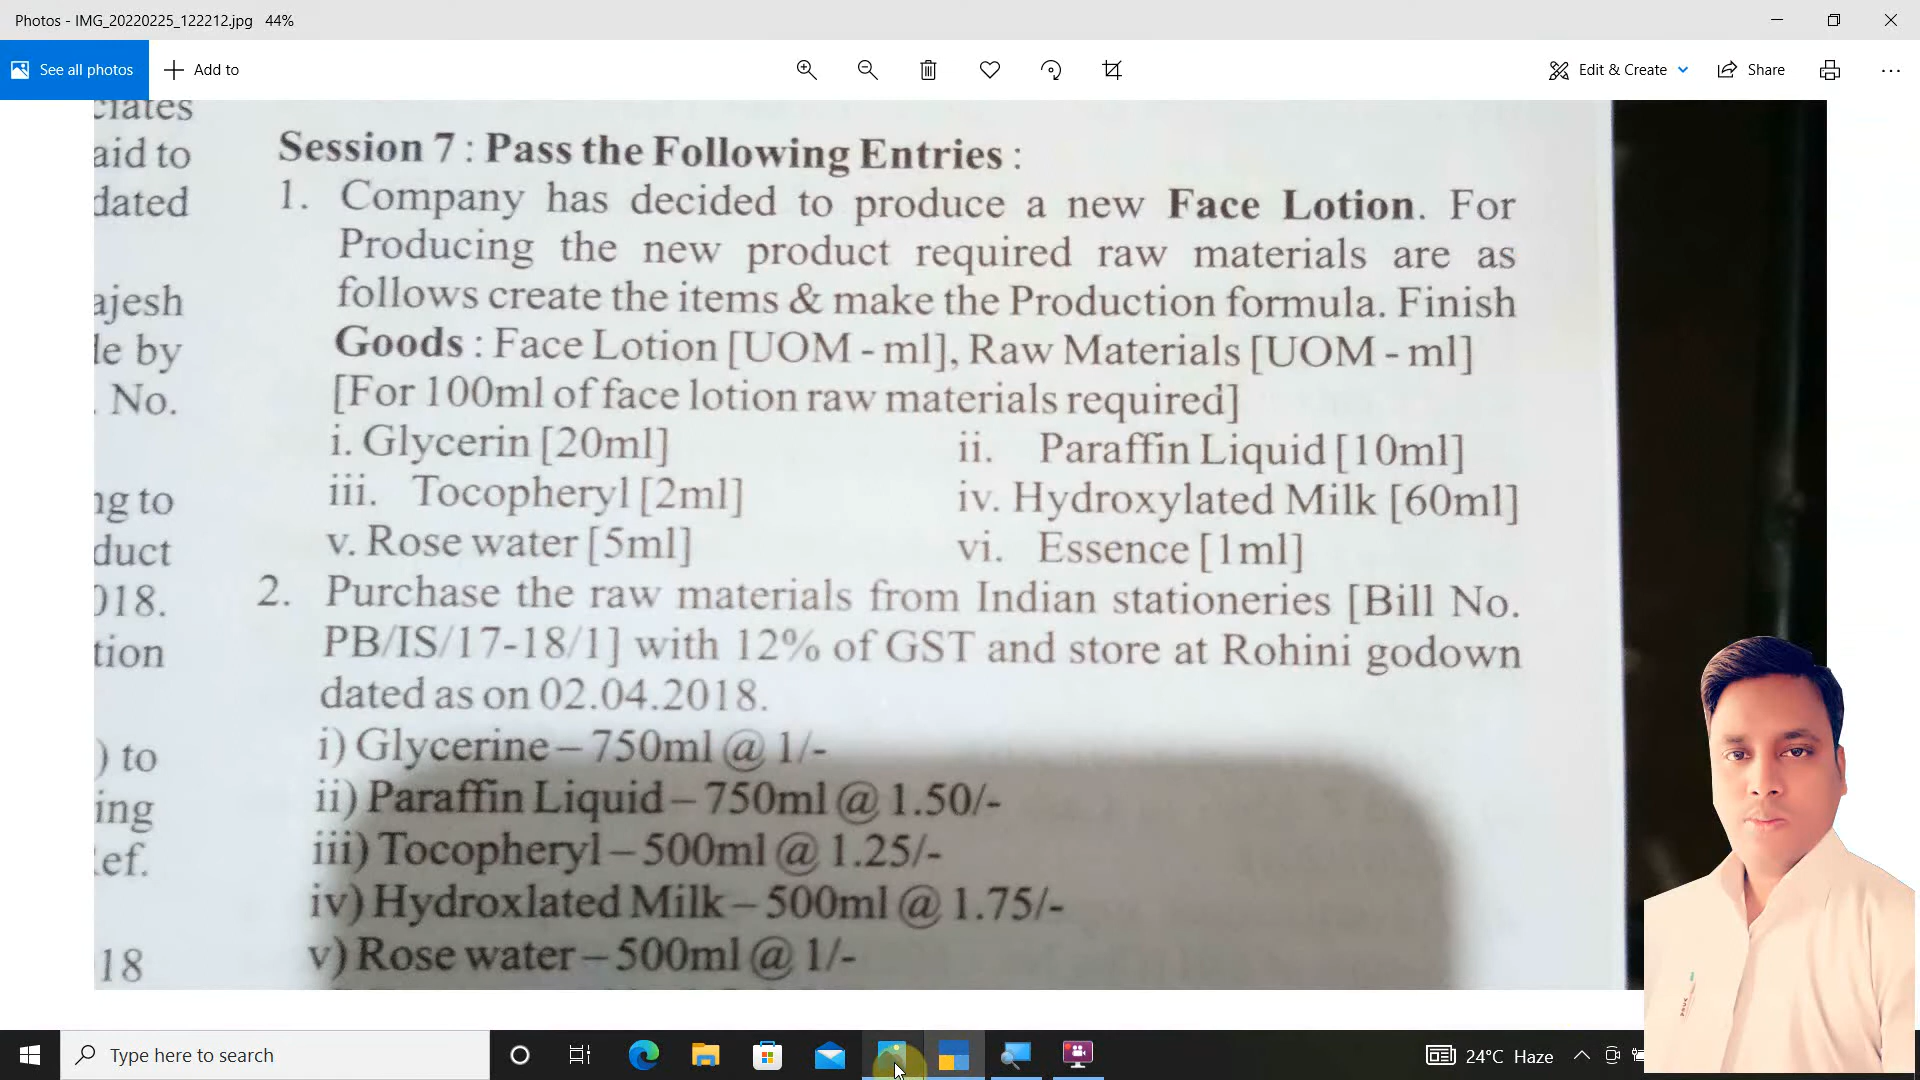 Photos - IMG_20220225_122212.jpg 44%
See all photos
Add to
Edit & Create
Share
ciates
aid to
dated
ajesh
le by
. No.
ng to
duct
018.
tion
) to
ing
ef.
18
Session 7 : Pass the Following Entries :
1. Company has decided to produce a new Face Lotion. For
Producing the new product required raw materials are as
follows create the items & make the Production formula. Finish
Goods : Face Lotion [UOM - ml], Raw Materials [UOM - ml]
[For 100ml of face lotion raw materials required]
i. Glycerin [20ml] ii. Paraffin Liquid [10ml]
iii. Tocopheryl [2ml] iv. Hydroxylated Milk [60ml]
v. Rose water [5ml] vi. Essence [1ml]
2. Purchase the raw materials from Indian stationeries [Bill No.
PB/IS/17-18/1] with 12% of GST and store at Rohini godown
dated as on 02.04.2018.
i) Glycerine – 750ml @ 1/-
ii) Paraffin Liquid – 750ml @ 1.50/-
iii) Tocopheryl – 500ml @ 1.25/-
iv) Hydroxlated Milk – 500ml @ 1.75/-
v) Rose water – 500ml @ 1/-
Type here to search
24°C Haze